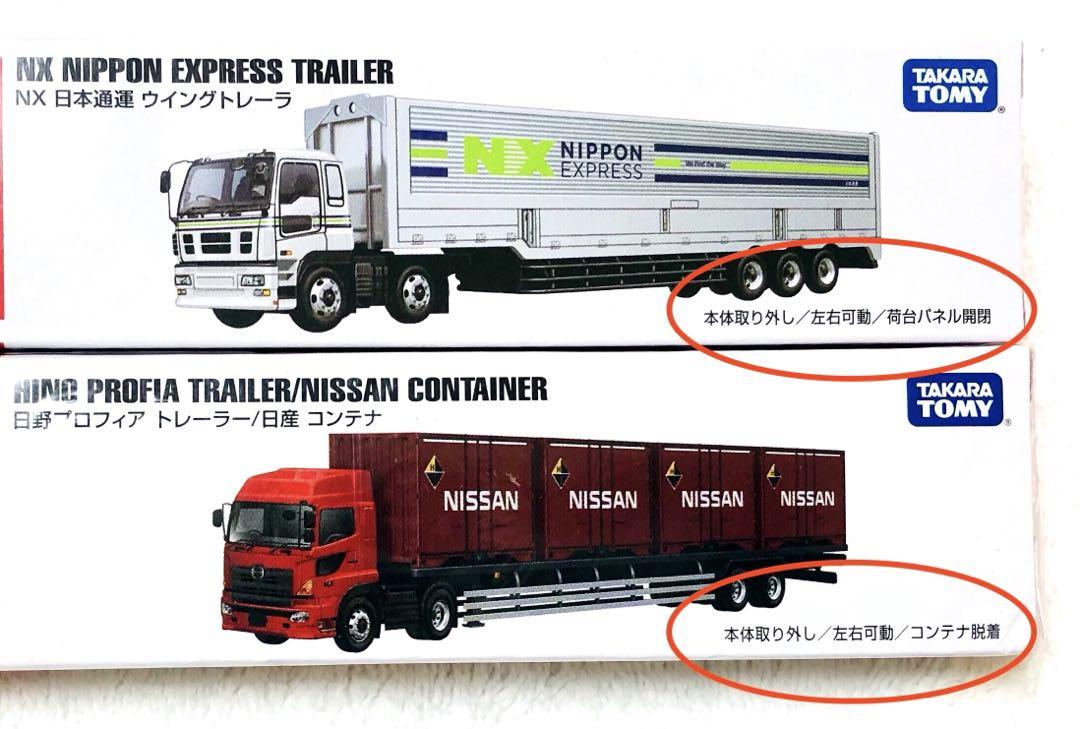 NX NIPPON EXPRESS TRAILER
NX 日本通運 ウイングトレーラ
TAKARA
TOMY
NX NIPPON
EXPRESS
We Find the Way
本体取り外し／左右可動／荷台パネル開閉
HINO PROFIA TRAILER/NISSAN CONTAINER
日野プロフィア トレーラー/日産 コンテナ
TAKARA
TOMY
NISSAN NISSAN NISSAN NISSAN
本体取り外し／左右可動／コンテナ脱着